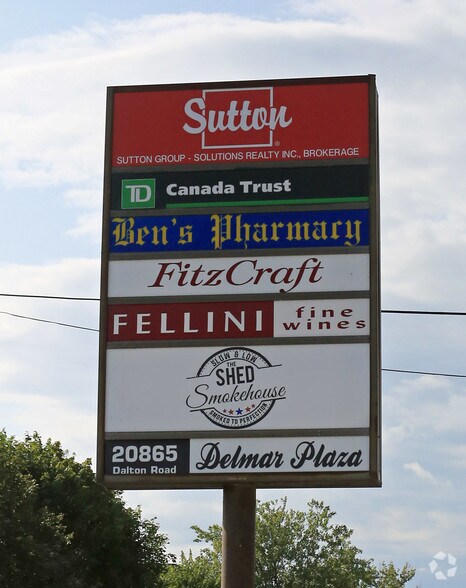 Sutton
SUTTON GROUP - SOLUTIONS REALTY INC., BROKERAGE
TD Canada Trust
Ben's Pharmacy
FitzCraft
FELLINI fine
wines
SLOW & LOW
THE
SHED
Smokehouse
SMOKED TO PERFECTION
20865
Dalton Road
Delmar Plaza